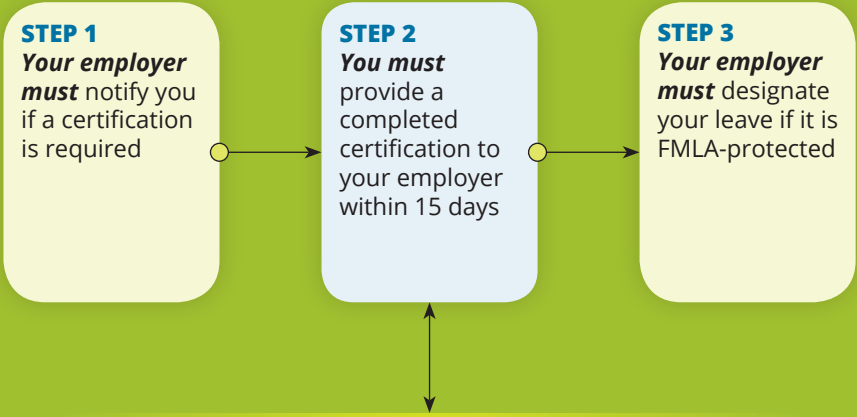 STEP 1
Your employer
must notify you
if a certification
is required
STEP 2
You must
provide a
completed
certification to
your employer
within 15 days
STEP 3
Your employer
must designate
your leave if it is
FMLA-protected